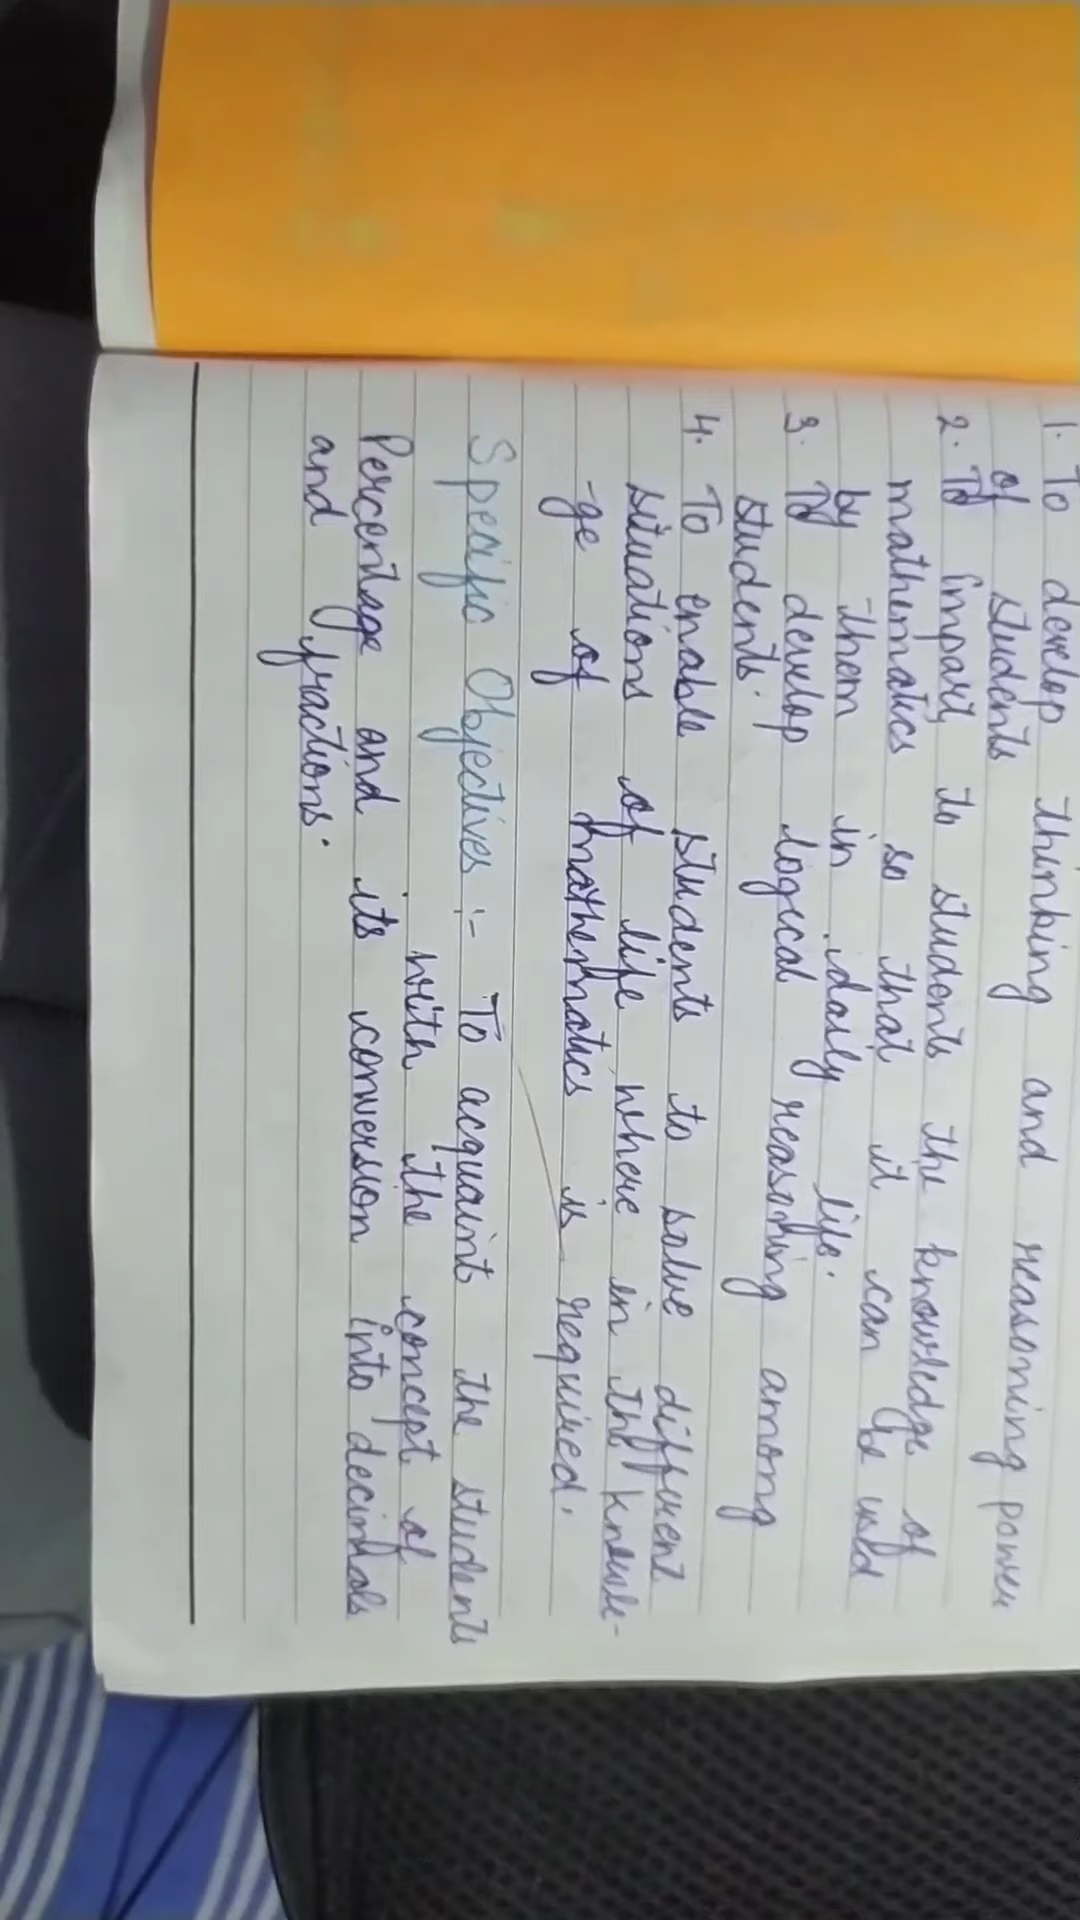 1. To develop thinking and reasoning power
of students
2. To impart to students the knowledge of
mathematics so that it can be used
by them in daily life.
3. To develop logical reasoning among
students.
4. To enable students to solve different
situations of life where in the knowle-
-ge of mathematics is required.
Specific Objectives :- To acquaint the students
with the concept of
Percentage and its conversion into decimals
and fractions.